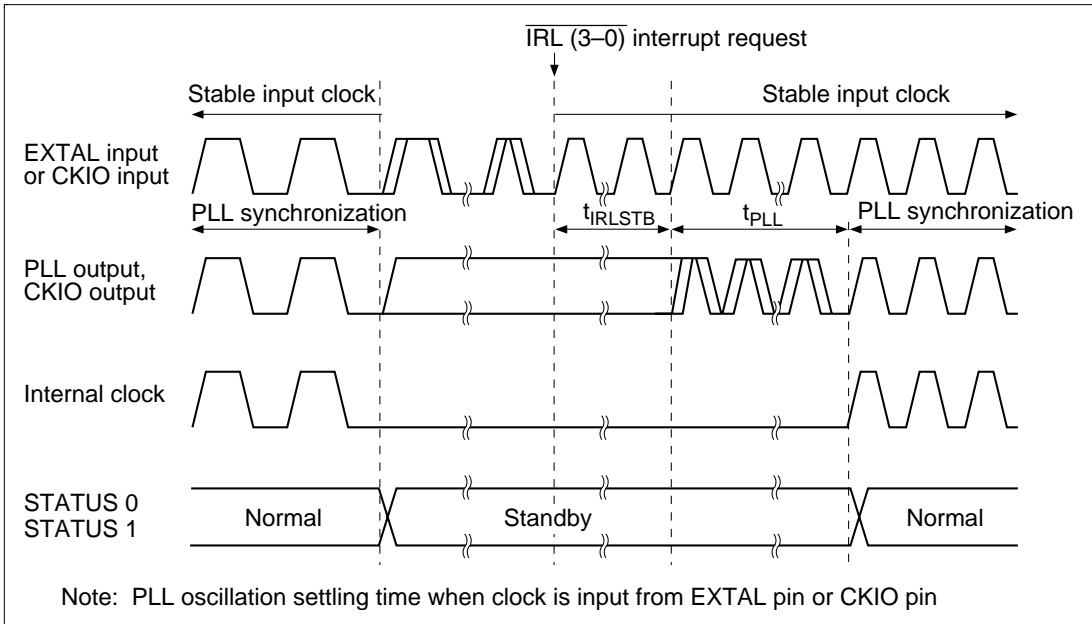 IRL (3–0) interrupt request
Stable input clock
Stable input clock
EXTAL input
or CKIO input
PLL synchronization
tIRLSTB
tPLL
PLL synchronization
PLL output,
CKIO output
Internal clock
STATUS 0
STATUS 1
Normal
Standby
Normal
Note: PLL oscillation settling time when clock is input from EXTAL pin or CKIO pin